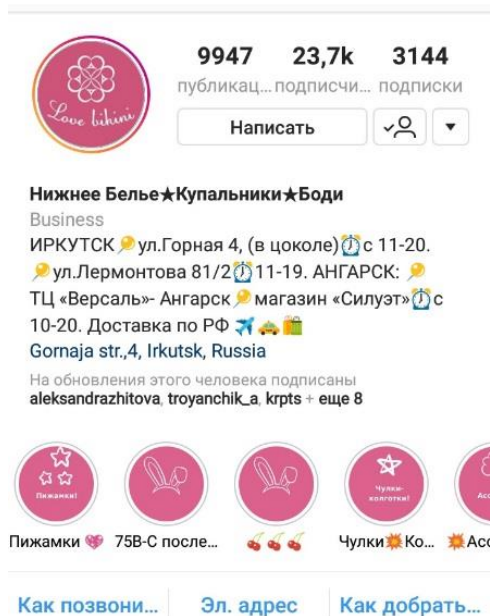 Love bikini
9947 23,7k 3144
публикац... подписчи... подписки
Написать
Нижнее Белье★Купальники★Боди
Business
ИРКУТСК🎾ул.Горная 4, (в цоколе)⏰с 11-20.
🎾ул.Лермонтова 81/2⏰11-19. АНГАРСК: 🎾
ТЦ «Версаль»- Ангарск🎾магазин «Силуэт»⏰с
10-20. Доставка по РФ ✈️🚕🛍️
Gornaja str.,4, Irkutsk, Russia
На обновления этого человека подписаны
aleksandrazhitova, troyanchik_a, krpts + еще 8
Пижамки!
Чулки-
колготки!
Асс
Пижамки 💖 75B-C после... 🍒🍒🍒 Чулки💥Ко... 💥Асс
Как позвони... Эл. адрес Как добрать...